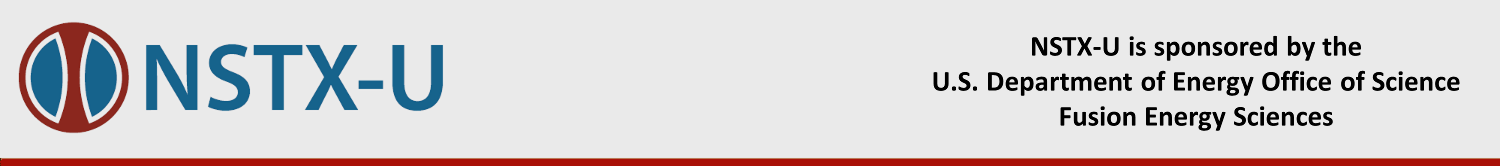 NSTX-U
NSTX-U is sponsored by the
U.S. Department of Energy Office of Science
Fusion Energy Sciences